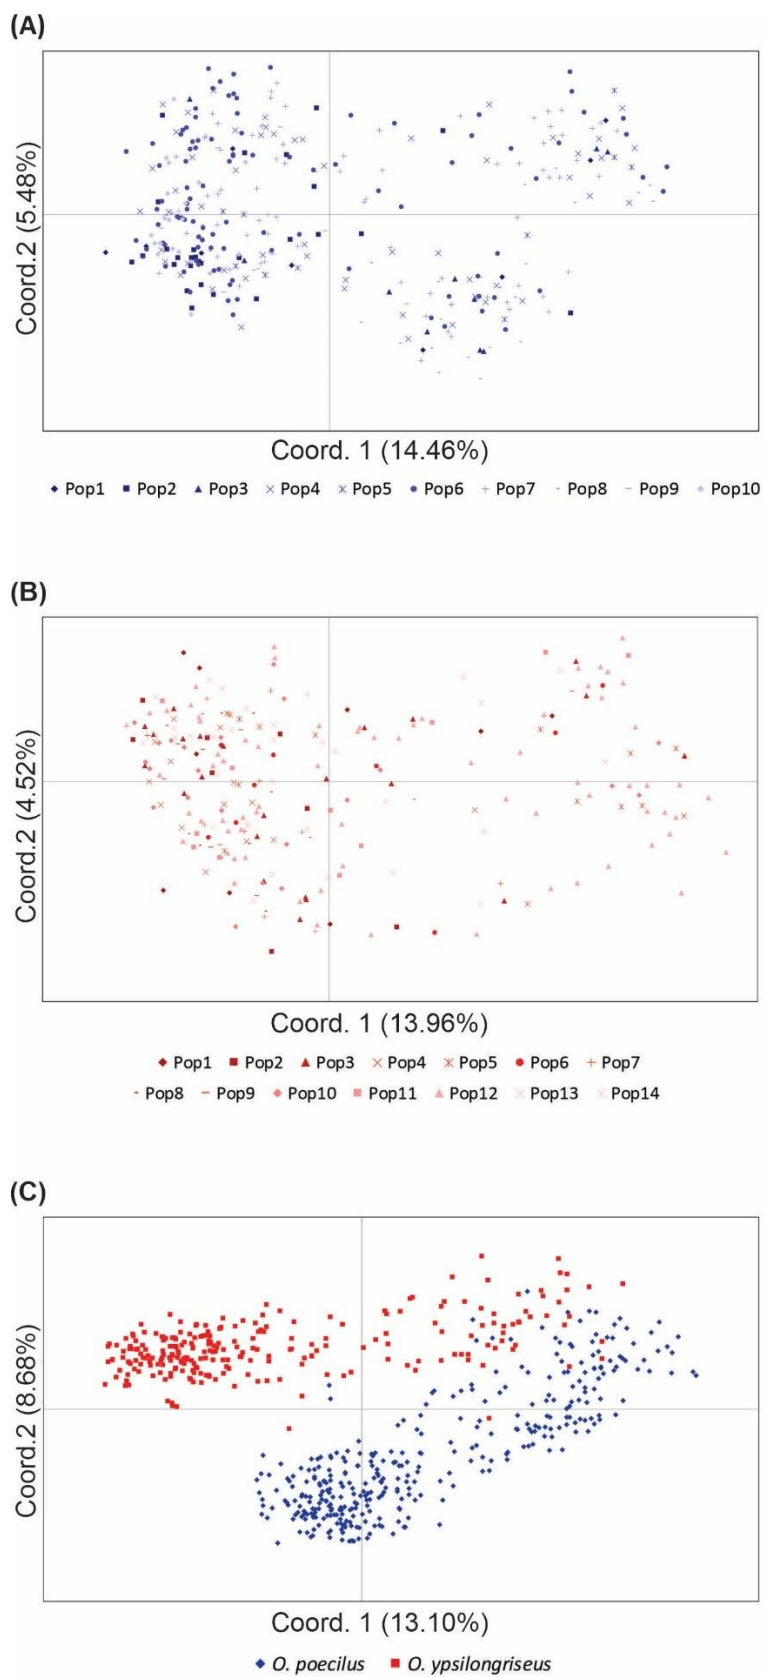 (A)
Coord.2 (5.48%)
Coord. 1 (14.46%)
Pop1 Pop2 Pop3 Pop4 Pop5 Pop6 Pop7 Pop8 Pop9 Pop10
(B)
Coord.2 (4.52%)
Coord. 1 (13.96%)
Pop1 Pop2 Pop3 Pop4 Pop5 Pop6 Pop7
Pop8 Pop9 Pop10 Pop11 Pop12 Pop13 Pop14
(C)
Coord.2 (8.68%)
Coord. 1 (13.10%)
O. poecilus O. ypsilongriseus